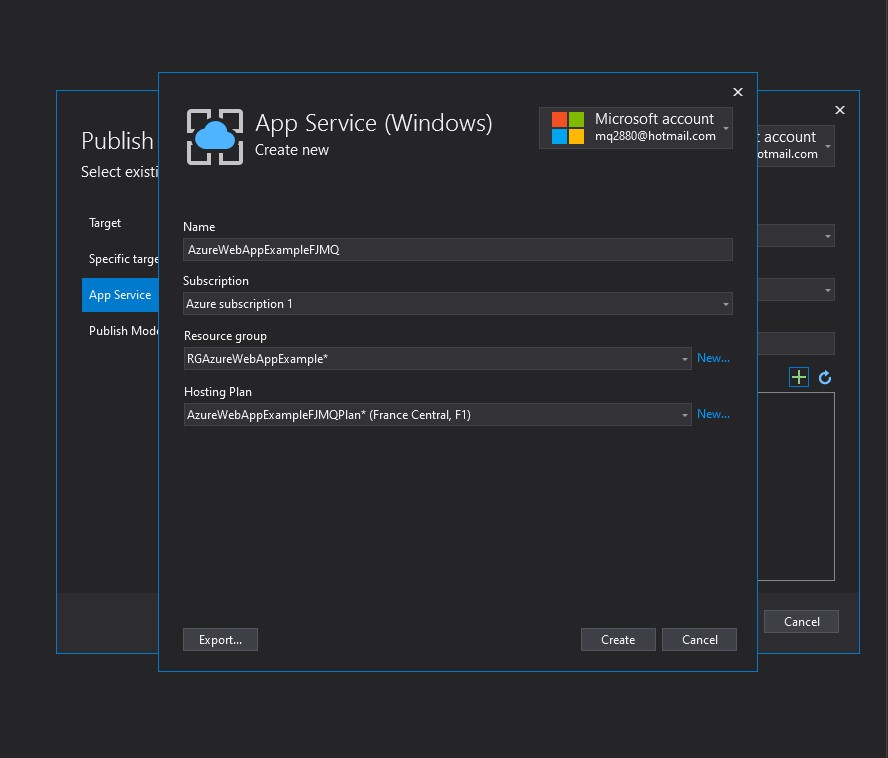 App Service (Windows)
Create new
Microsoft account
mq2880@hotmail.com
Name
AzureWebAppExampleFJMQ
Subscription
Azure subscription 1
Resource group
RGAzureWebAppExample*
New...
Hosting Plan
AzureWebAppExampleFJMQPlan* (France Central, F1)
New...
Export...
Create
Cancel
Publish
Select existi
t account
otmail.com
Target
Specific targe
App Service
Publish Mode
Cancel